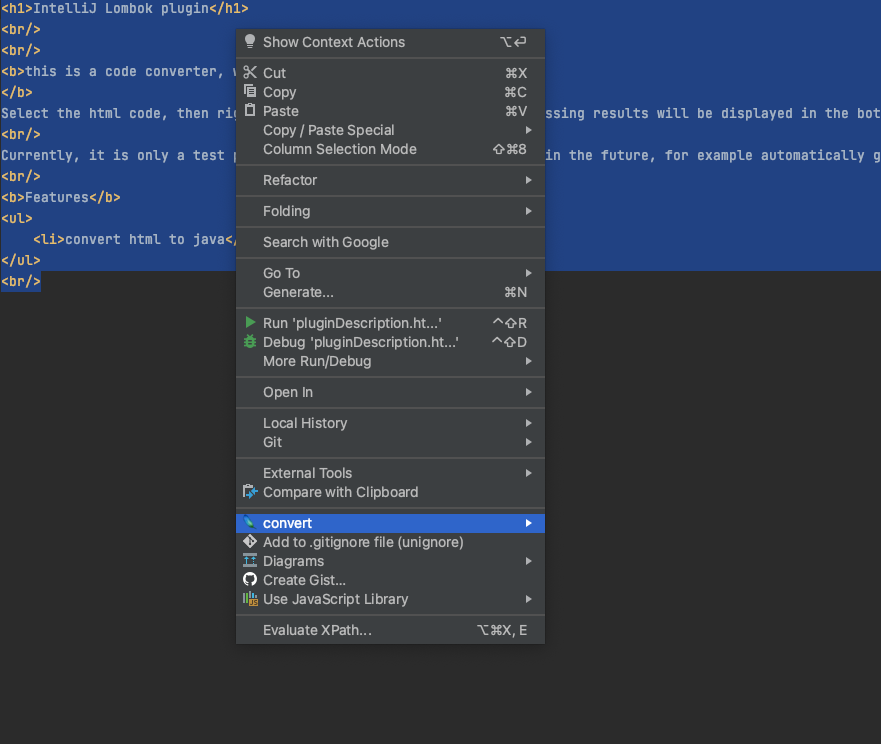 <h1>IntelliJ Lombok plugin</h1>
<br/>
<br/>
<b>this is a code converter,
</b>
Select the html code, then
ssing results will be displayed in the bot
<br/>
Currently, it is only a test
in the future, for example automatically g
<br/>
<b>Features</b>
<ul>
<li>convert html to java</
</ul>
<br/>
Show Context Actions ⌥⏎
Cut ⌘X
Copy ⌘C
Paste ⌘V
Copy / Paste Special
Column Selection Mode ⇧⌘8
Refactor
Folding
Search with Google
Go To
Generate... ⌘N
Run 'pluginDescription.ht...' ^⇧R
Debug 'pluginDescription.ht...' ^⇧D
More Run/Debug
Open In
Local History
Git
External Tools
Compare with Clipboard
convert
Add to .gitignore file (unignore)
Diagrams
Create Gist...
Use JavaScript Library
Evaluate XPath... ⌥⌘X, E